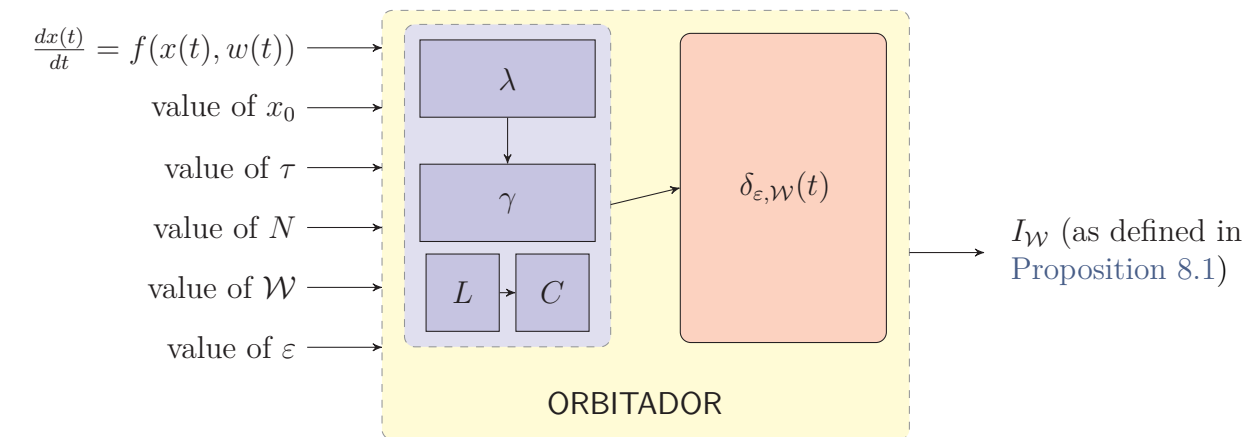 dx(t)/dt = f(x(t), w(t))
value of x₀
value of τ
value of N
value of 𝒲
value of ε
λ
γ
L
C
δ_{ε,𝒲}(t)
ORBITADOR
I_𝒲 (as defined in
Proposition 8.1)